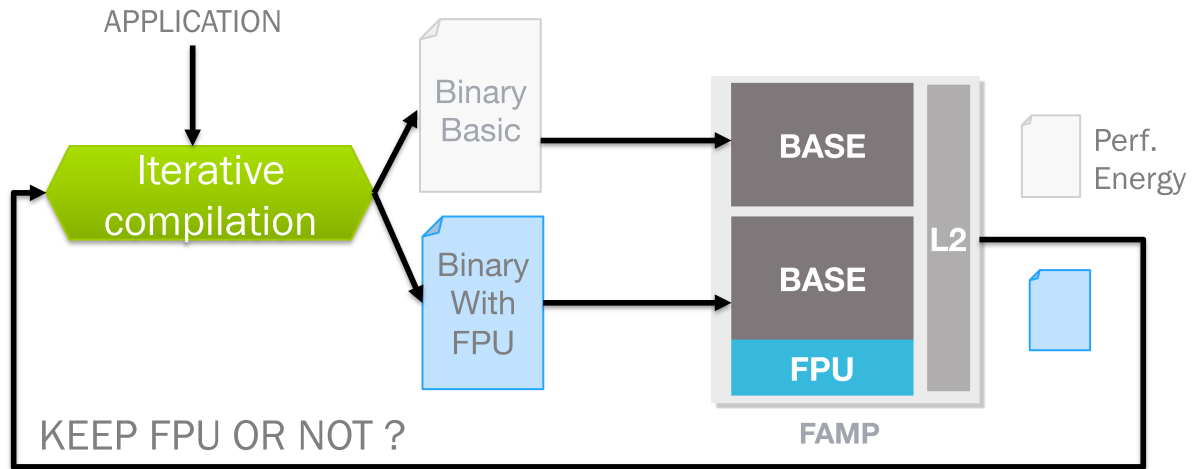 APPLICATION
Iterative
compilation
Binary
Basic
Binary
With
FPU
BASE
BASE
FPU
L2
FAMP
Perf.
Energy
KEEP FPU OR NOT ?